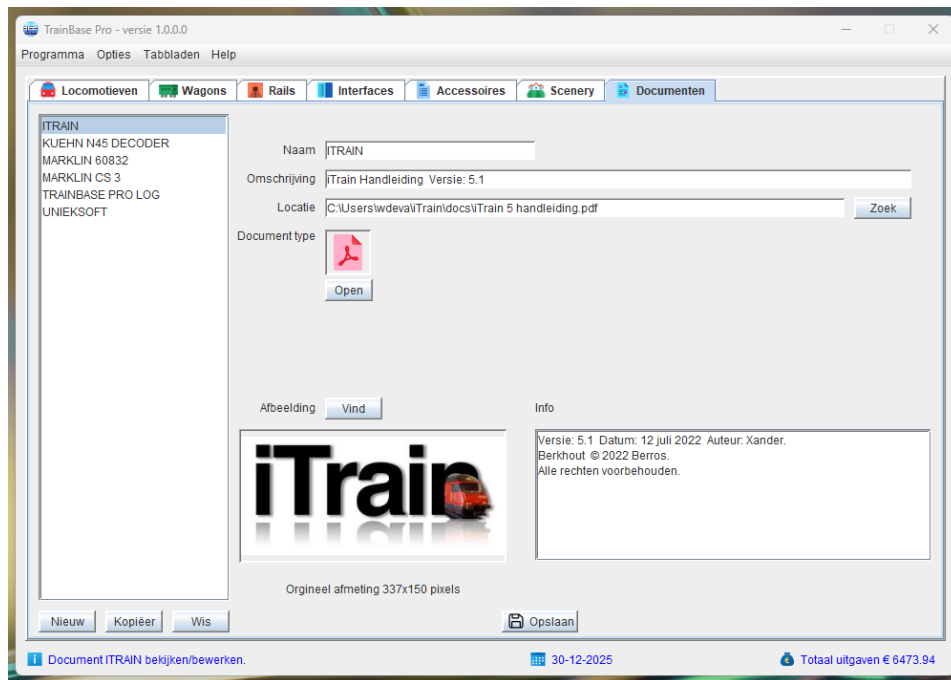 TrainBase Pro - versie 1.0.0.0
Programma Opties Tabbladen Help
Locomotieven Wagons Rails Interfaces Accessoires Scenery Documenten
ITRAIN
KUEHN N45 DECODER
MARKLIN 60832
MARKLIN CS 3
TRAINBASE PRO LOG
UNIEKSOFT
Naam ITRAIN
Omschrijving iTrain Handleiding Versie: 5.1
Locatie C:\Users\wdeva\iTrain\docs\iTrain 5 handleiding.pdf Zoek
Document type
Open
Afbeelding Vind
iTrain
Orgineel afmeting 337x150 pixels
Info
Versie: 5.1 Datum: 12 juli 2022 Auteur: Xander.
Berkhout © 2022 Berros.
Alle rechten voorbehouden.
Nieuw Kopiëer Wis Opslaan
Document ITRAIN bekijken/bewerken. 30-12-2025 Totaal uitgaven € 6473.94